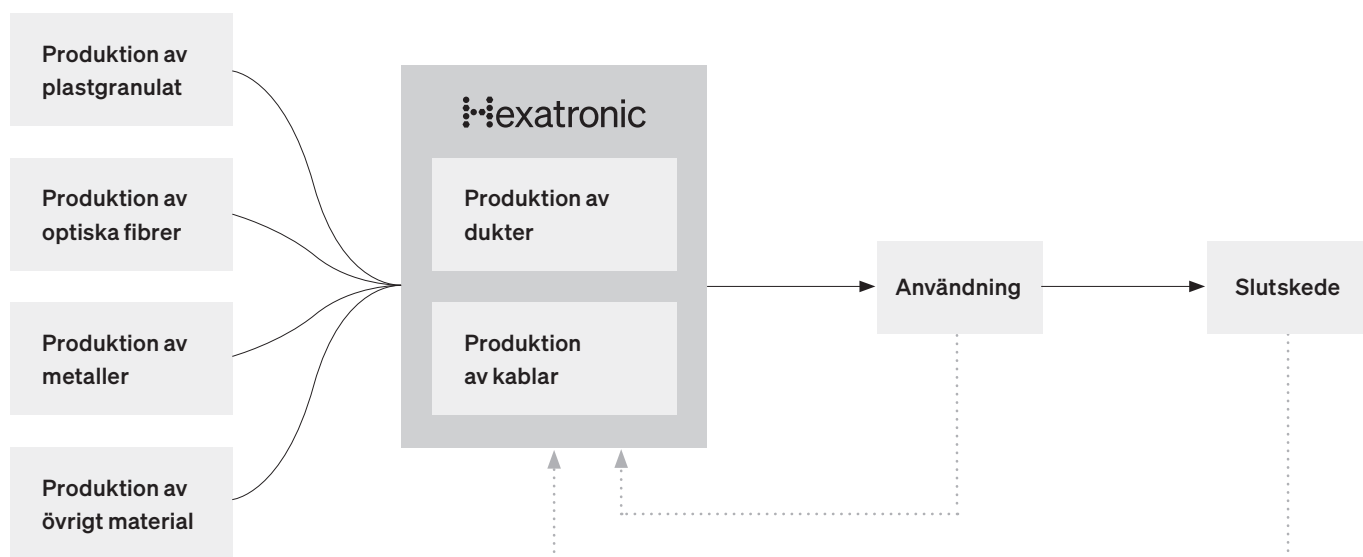 Produktion av
plastgranulat
Produktion av
optiska fibrer
Produktion av
metaller
Produktion av
övrigt material
Hexatronic
Produktion av
dukter
Produktion
av kablar
Användning
Slutskede